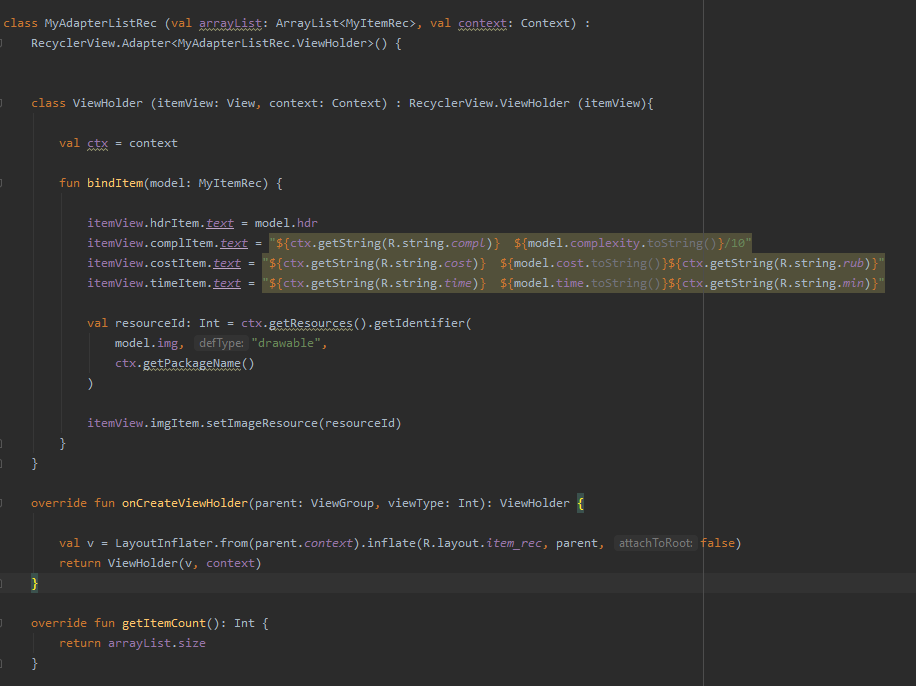 class MyAdapterListRec (val arrayList: ArrayList<MyItemRec>, val context: Context) :
    RecyclerView.Adapter<MyAdapterListRec.ViewHolder>() {
    class ViewHolder (itemView: View, context: Context) : RecyclerView.ViewHolder (itemView){
        val ctx = context
        fun bindItem(model: MyItemRec) {
            itemView.hdrItem.text = model.hdr
            itemView.complItem.text = "${ctx.getString(R.string.compl)}  ${model.complexity.toString()}/10"
            itemView.costItem.text = "${ctx.getString(R.string.cost)}  ${model.cost.toString()}${ctx.getString(R.string.rub)}"
            itemView.timeItem.text = "${ctx.getString(R.string.time)}  ${model.time.toString()}${ctx.getString(R.string.min)}"
            val resourceId: Int = ctx.getResources().getIdentifier(
                model.img, defType: "drawable",
                ctx.getPackageName()
            )
            itemView.imgItem.setImageResource(resourceId)
        }
    }
    override fun onCreateViewHolder(parent: ViewGroup, viewType: Int): ViewHolder {
        val v = LayoutInflater.from(parent.context).inflate(R.layout.item_rec, parent, attachToRoot: false)
        return ViewHolder(v, context)
    }
    override fun getItemCount(): Int {
        return arrayList.size
    }